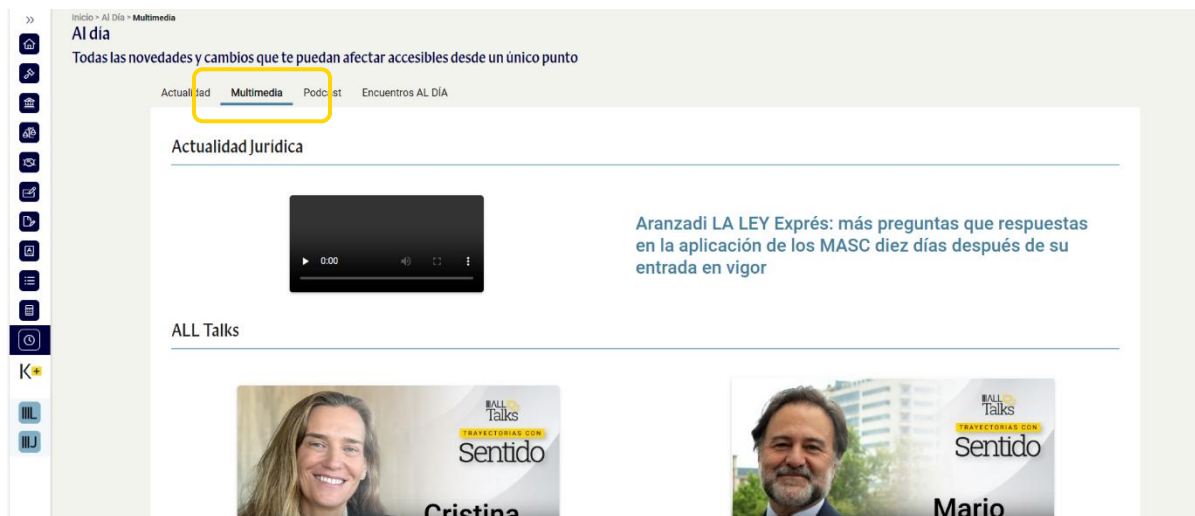 Inicio > Al Día > Multimedia
Al día
Todas las novedades y cambios que te puedan afectar accesibles desde un único punto
Actualidad Multimedia Podcast Encuentros AL DÍA
Actualidad Jurídica
0:00
Aranzadi LA LEY Exprés: más preguntas que respuestas
en la aplicación de los MASC diez días después de su
entrada en vigor
ALL Talks
K+
ALL
Talks
TRAYECTORIAS CON
Sentido
Cristina
ALL
Talks
TRAYECTORIAS CON
Sentido
Mario